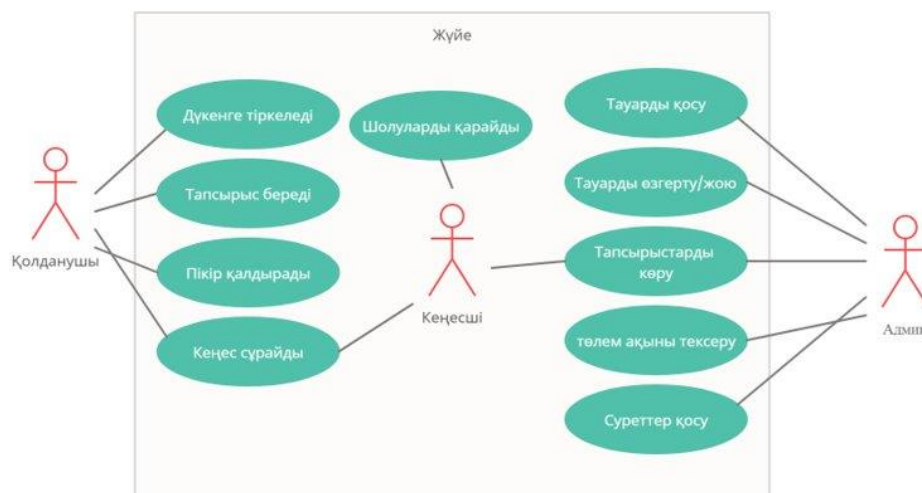 Жүйе
Дүкенге тіркеледі
Шолуларды қарайды
Тауарды қосу
Тапсырыс береді
Тауарды өзгерту/жою
Қолданушы
Пікір қалдырады
Кеңесші
Тапсырыстарды
көру
Кеңес сұрайды
төлем ақыны тексеру
Суреттер қосу